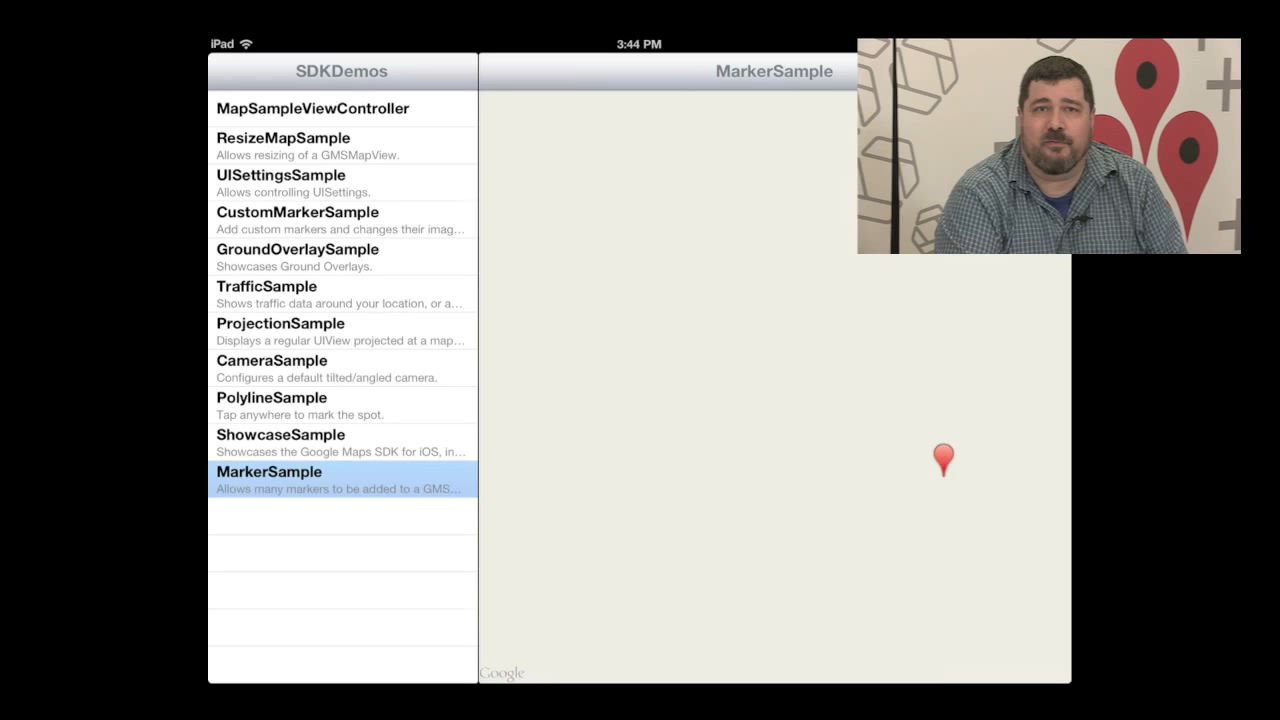 iPad
3:44 PM
SDKDemos
MarkerSample
MapSampleViewController
ResizeMapSample
Allows resizing of a GMSMapView.
UISettingsSample
Allows controlling UISettings.
CustomMarkerSample
Add custom markers and changes their imag…
GroundOverlaySample
Showcases Ground Overlays.
TrafficSample
Shows traffic data around your location, or a…
ProjectionSample
Displays a regular UIView projected at a map…
CameraSample
Configures a default tilted/angled camera.
PolylineSample
Tap anywhere to mark the spot.
ShowcaseSample
Showcases the Google Maps SDK for iOS, in…
MarkerSample
Allows many markers to be added to a GMS…
Google